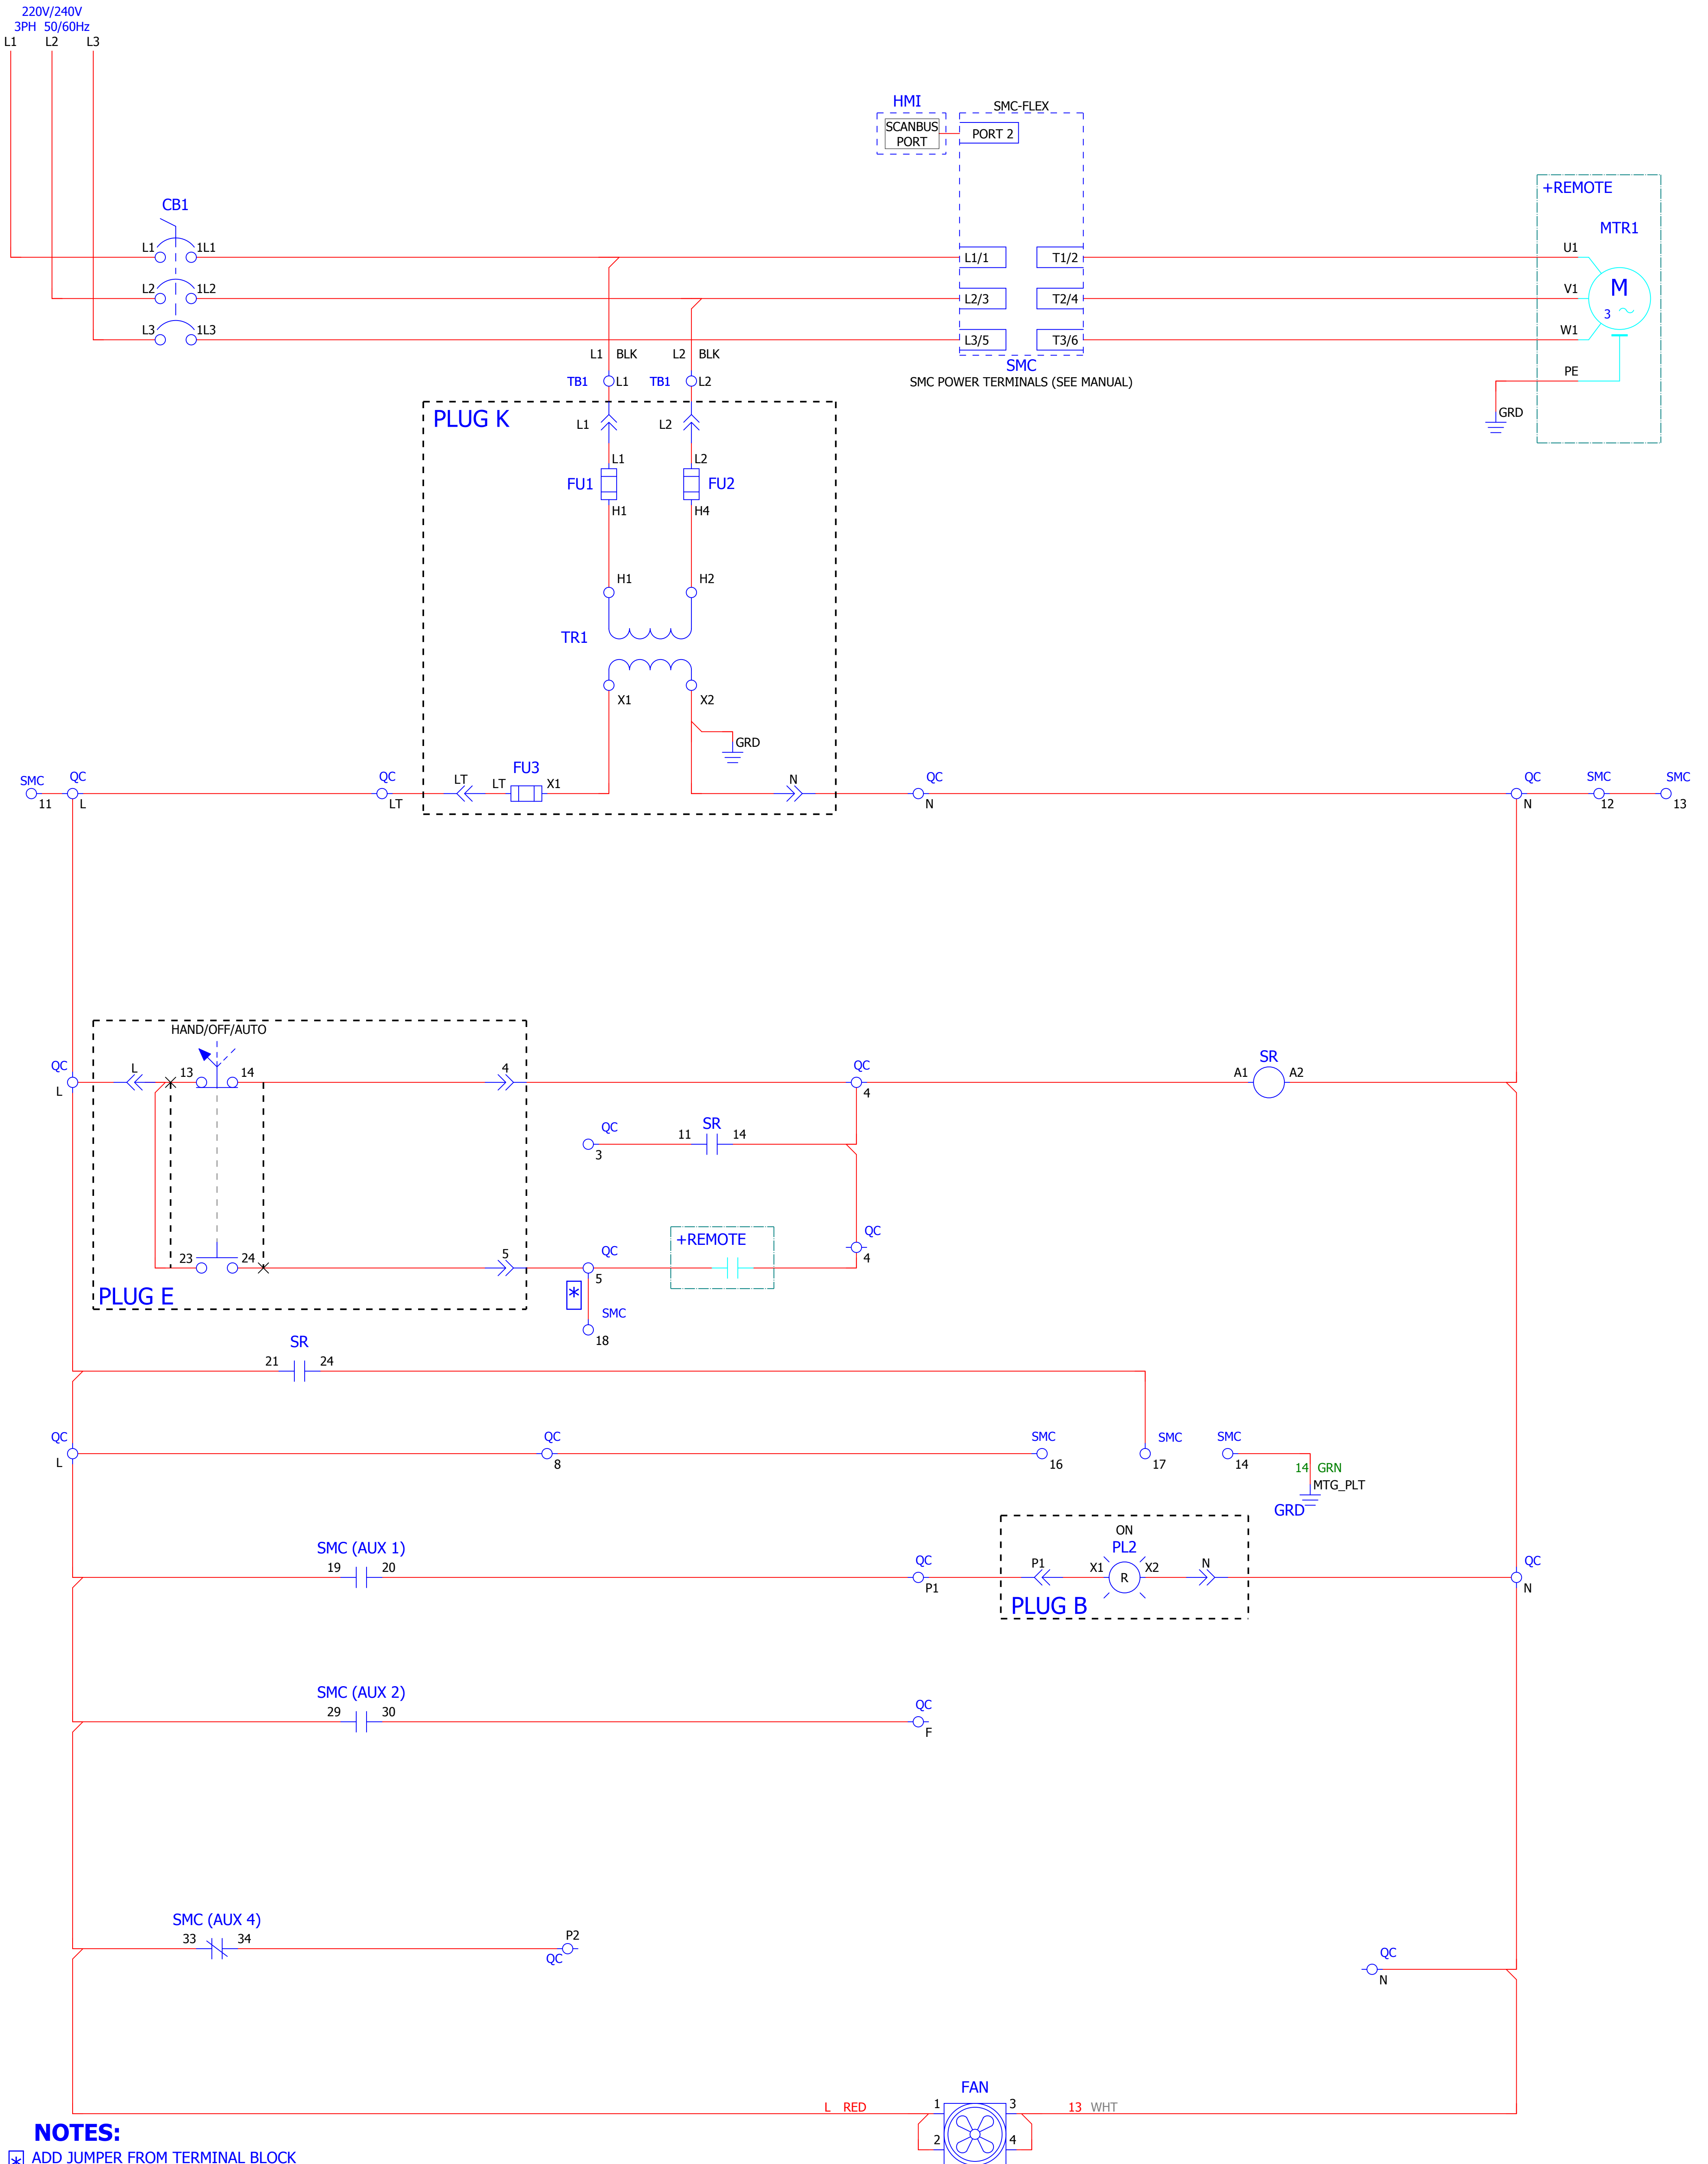 220V/240V
3PH 50/60Hz
L1 L2 L3
HMI
SMC-FLEX
SCANBUS
PORT
PORT 2
+REMOTE
CB1
MTR1
L1 1L1
L1/1 T1/2
U1
L2 1L2
L2/3 T2/4
V1
M
3
L3 1L3
L3/5 T3/6
W1
L1 BLK L2 BLK
SMC
PE
TB1 L1 TB1 L2
SMC POWER TERMINALS (SEE MANUAL)
PLUG K
GRD
L1 L2
L1 L2
FU1 FU2
H1 H4
H1 H2
TR1
X1 X2
GRD
SMC QC QC LT LT FU3 X1 N QC QC SMC SMC
11 L LT N N 12 13
HAND/OFF/AUTO
QC L 13 14 4 QC SR
L 4 A1 A2
QC SR
3 11 14
+REMOTE
QC
4
23 24 5 QC
5
PLUG E
*
SMC
18
SR
21 24
QC QC SMC SMC SMC
L 8 16 17 14
14 GRN
MTG_PLT
GRD
ON
SMC (AUX 1) PL2
19 20 QC P1 X1 R X2 N QC
P1 N
PLUG B
SMC (AUX 2)
29 30 QC
F
SMC (AUX 4)
33 34 P2
QC
QC
N
FAN
L RED 1 3 13 WHT
2 4
NOTES:
* ADD JUMPER FROM TERMINAL BLOCK